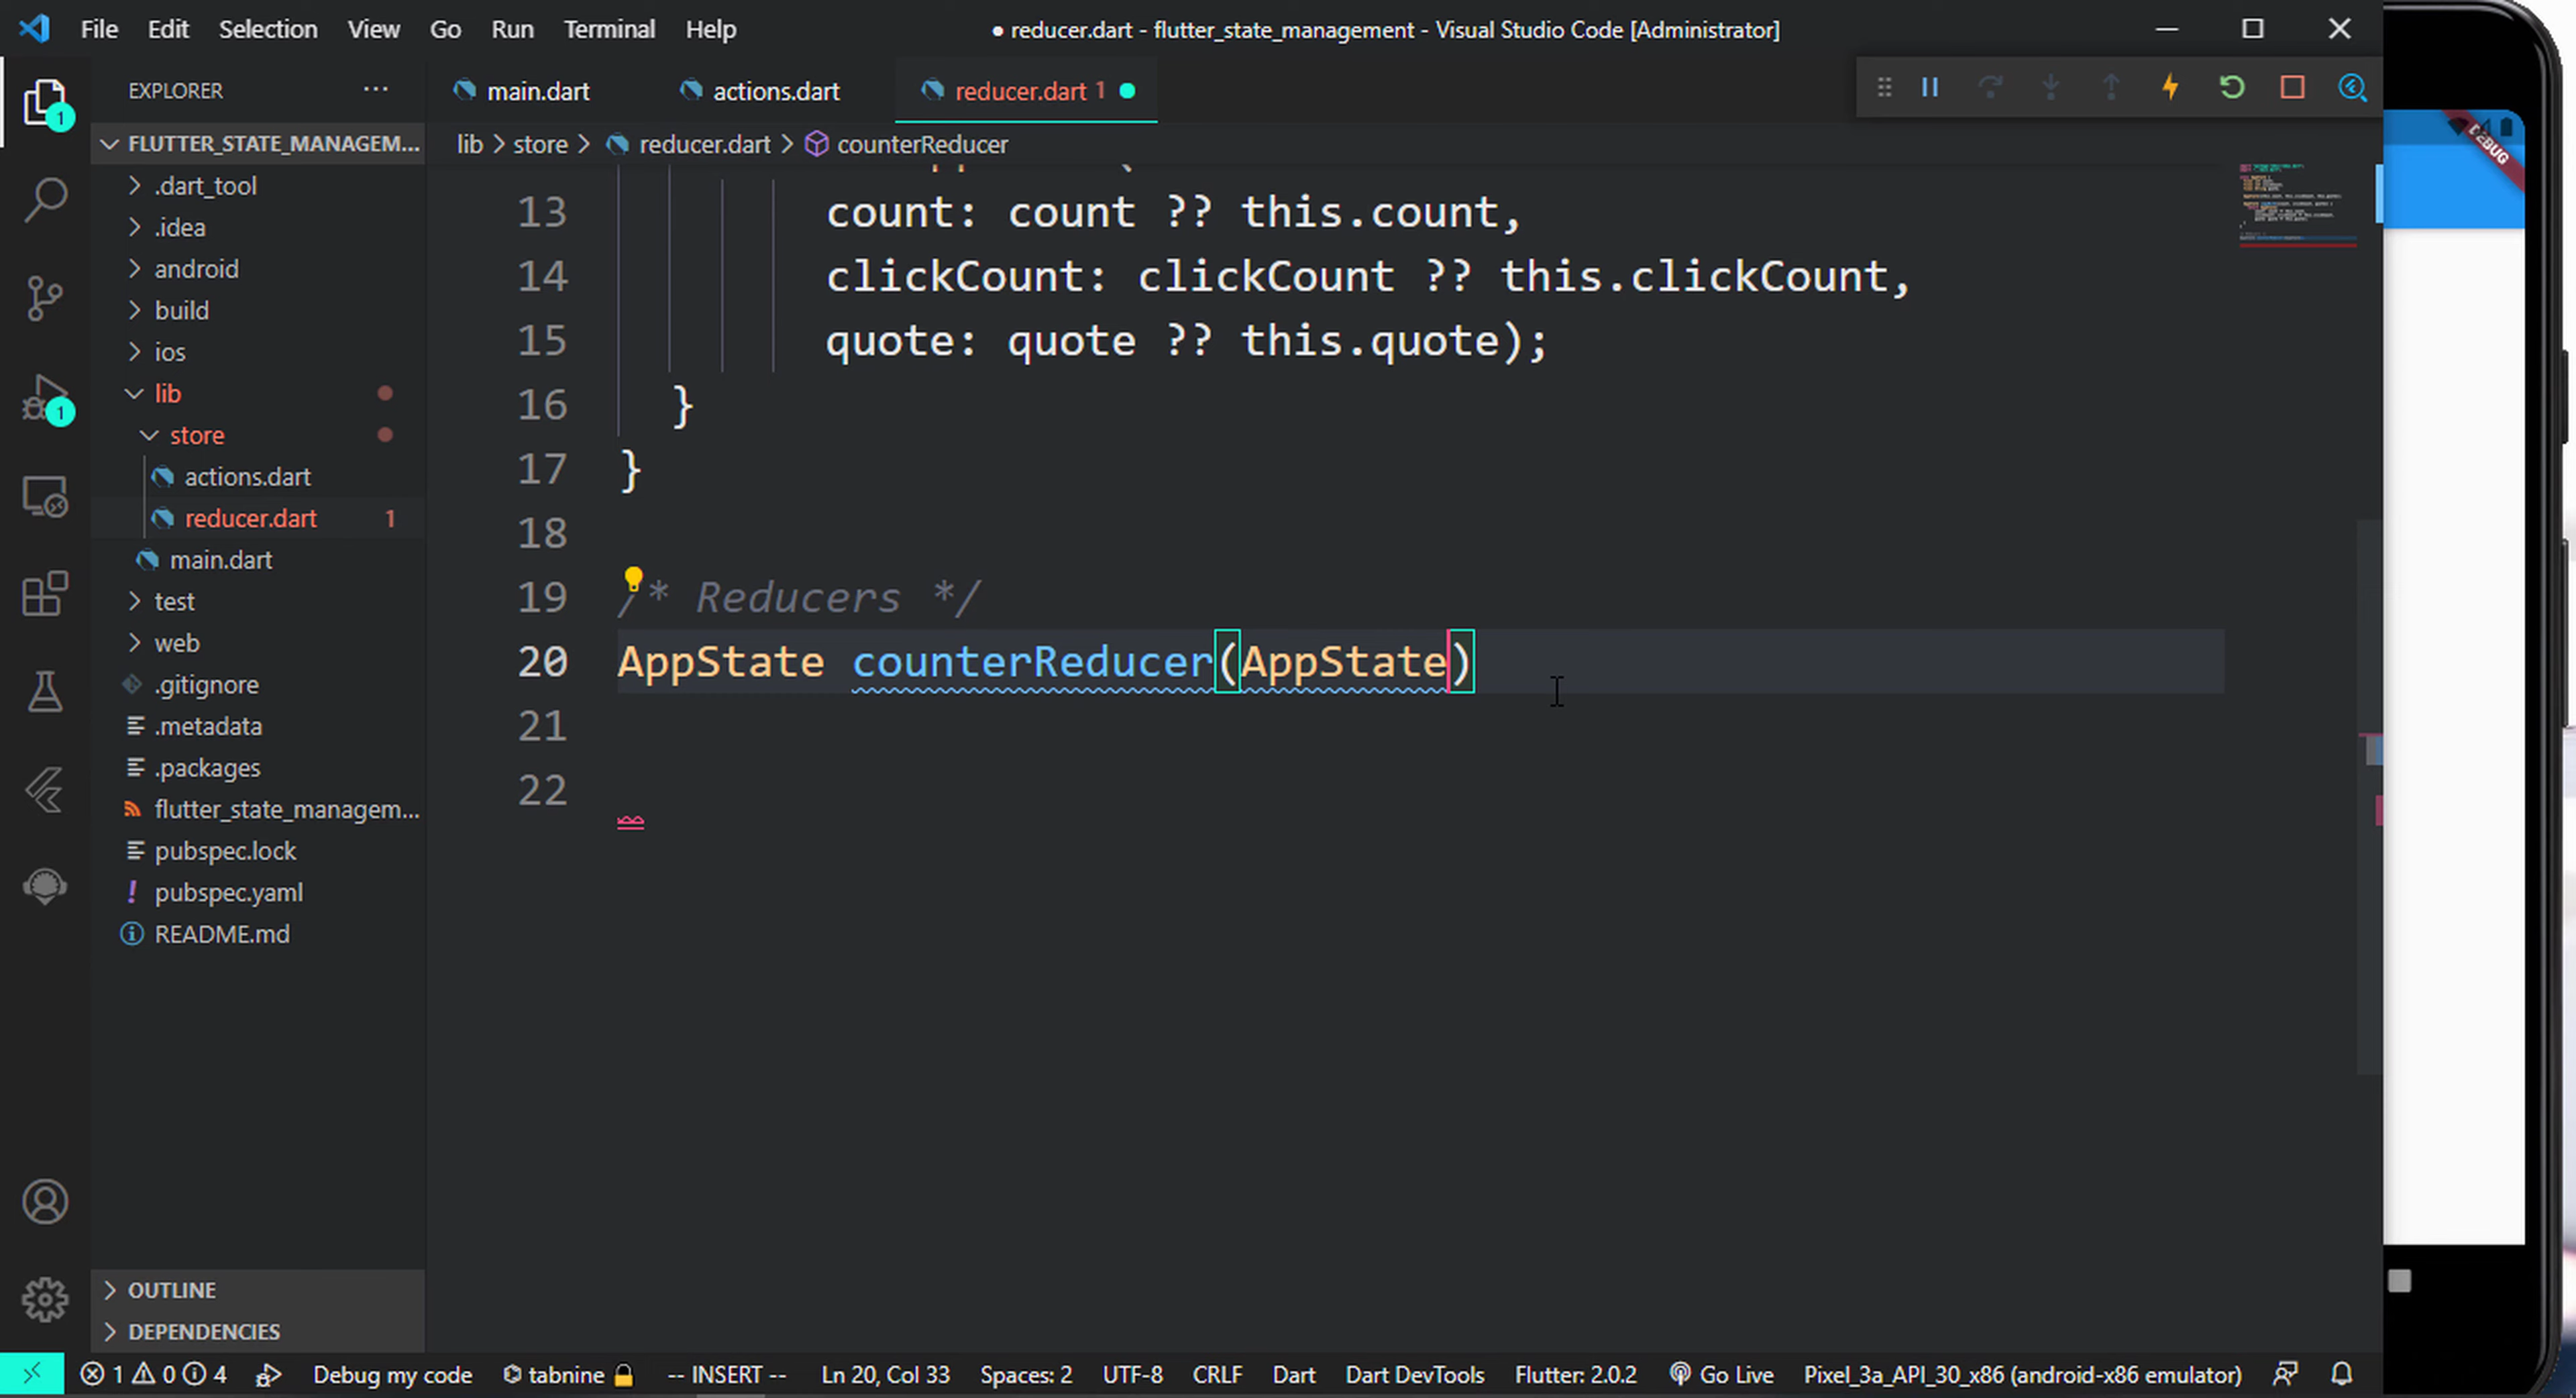 File Edit Selection View Go Run Terminal Help
● reducer.dart - flutter_state_management - Visual Studio Code [Administrator]
EXPLORER ...
main.dart
actions.dart
reducer.dart 1
FLUTTER_STATE_MANAGEM...
lib > store > reducer.dart > counterReducer
.dart_tool
.idea
android
build
ios
lib
store
actions.dart
reducer.dart 1
main.dart
test
web
.gitignore
.metadata
.packages
flutter_state_managem...
pubspec.lock
pubspec.yaml
README.md
OUTLINE
DEPENDENCIES
1
1
13 count: count ?? this.count,
14 clickCount: clickCount ?? this.clickCount,
15 quote: quote ?? this.quote);
16 }
17 }
18
19 /* Reducers */
20 AppState counterReducer(AppState)
21
22
DEBUG
1 0 4 Debug my code tabnine -- INSERT -- Ln 20, Col 33 Spaces: 2 UTF-8 CRLF Dart Dart DevTools Flutter: 2.0.2 Go Live Pixel_3a_API_30_x86 (android-x86 emulator)